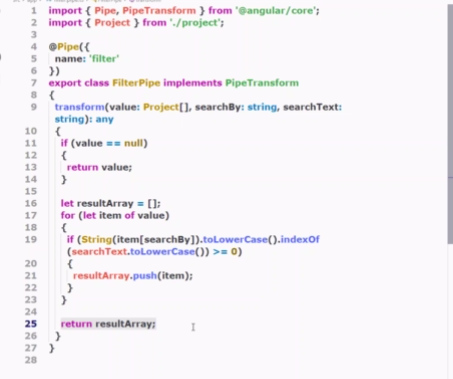 1 import { Pipe, PipeTransform } from '@angular/core';
2 import { Project } from './project';
3
4 @Pipe({
5 name: 'filter'
6 })
7 export class FilterPipe implements PipeTransform
8 {
9 transform(value: Project[], searchBy: string, searchText:
string): any
10 {
11 if (value == null)
12 {
13 return value;
14 }
15
16 let resultArray = [];
17 for (let item of value)
18 {
19 if (String(item[searchBy]).toLowerCase().indexOf
(searchText.toLowerCase()) >= 0)
20 {
21 resultArray.push(item);
22 }
23 }
24
25 return resultArray;
26 }
27 }
28